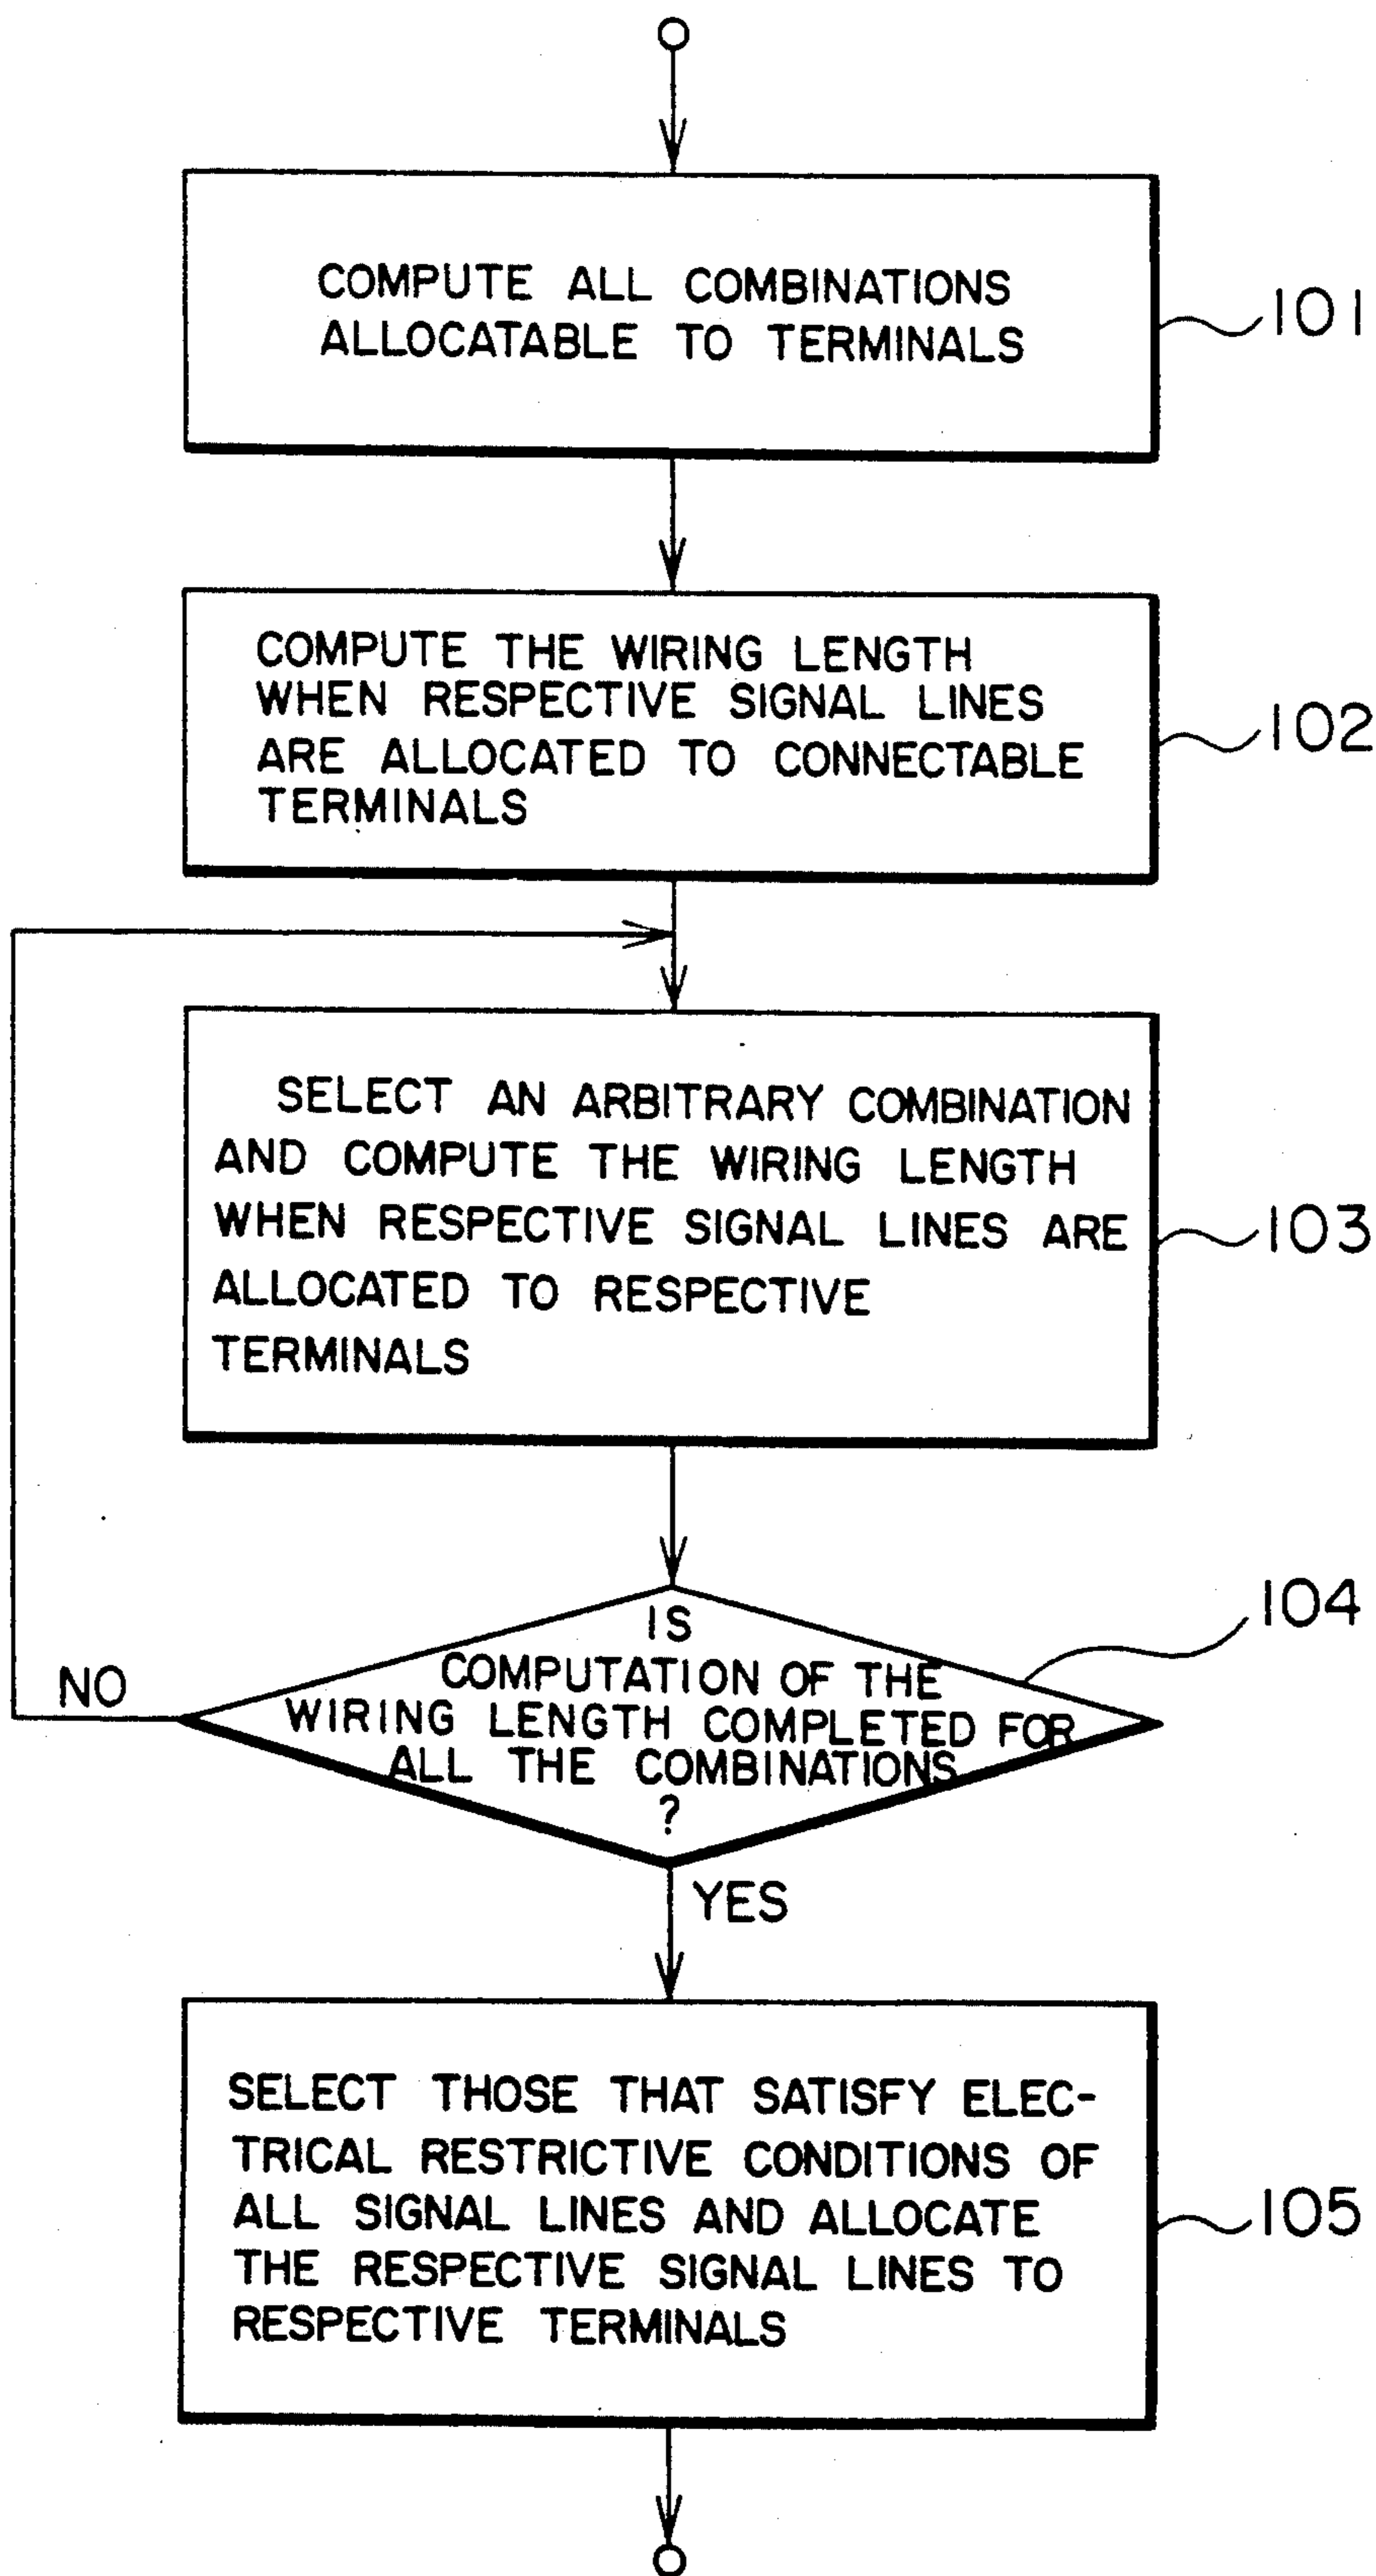 COMPUTE ALL COMBINATIONS
ALLOCATABLE TO TERMINALS
101
COMPUTE THE WIRING LENGTH
WHEN RESPECTIVE SIGNAL LINES
ARE ALLOCATED TO CONNECTABLE
TERMINALS
102
SELECT AN ARBITRARY COMBINATION
AND COMPUTE THE WIRING LENGTH
WHEN RESPECTIVE SIGNAL LINES ARE
ALLOCATED TO RESPECTIVE
TERMINALS
103
104
IS
COMPUTATION OF THE
WIRING LENGTH COMPLETED FOR
ALL THE COMBINATIONS
?
NO
YES
SELECT THOSE THAT SATISFY ELEC-
TRICAL RESTRICTIVE CONDITIONS OF
ALL SIGNAL LINES AND ALLOCATE
THE RESPECTIVE SIGNAL LINES TO
RESPECTIVE TERMINALS
105